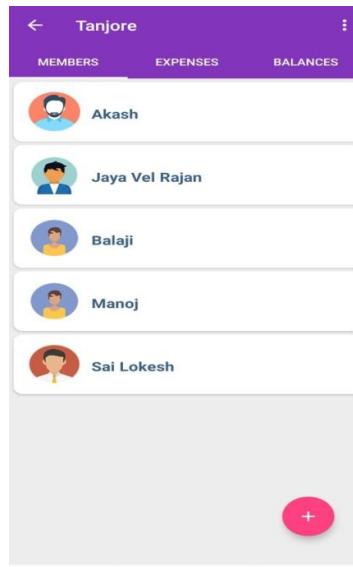 Tanjore
MEMBERS EXPENSES BALANCES
Akash
Jaya Vel Rajan
Balaji
Manoj
Sai Lokesh